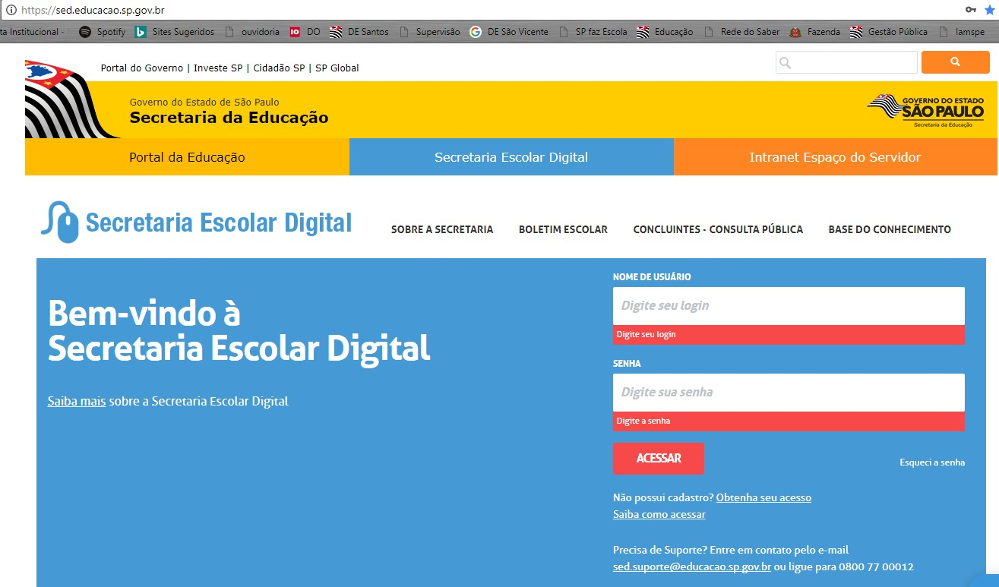 https://sed.educacao.sp.gov.br
ta Institucional - Spotify Sites Sugeridos ouvidoria IO DO DE Santos Supervisão G DE São Vicente SP faz Escola Educação Rede do Saber Fazenda Gestão Pública Iamspe
Portal do Governo | Investe SP | Cidadão SP | SP Global
Governo do Estado de São Paulo
Secretaria da Educação
GOVERNO DO ESTADO
SÃO PAULO
Secretaria da Educação
Portal da Educação Secretaria Escolar Digital Intranet Espaço do Servidor
Secretaria Escolar Digital SOBRE A SECRETARIA BOLETIM ESCOLAR CONCLUINTES - CONSULTA PÚBLICA BASE DO CONHECIMENTO
Bem-vindo à
Secretaria Escolar Digital
Saiba mais sobre a Secretaria Escolar Digital
NOME DE USUÁRIO
Digite seu login
Digite seu login
SENHA
Digite sua senha
Digite a senha
ACESSAR Esqueci a senha
Não possui cadastro? Obtenha seu acesso
Saiba como acessar
Precisa de Suporte? Entre em contato pelo e-mail
sed.suporte@educacao.sp.gov.br ou ligue para 0800 77 00012